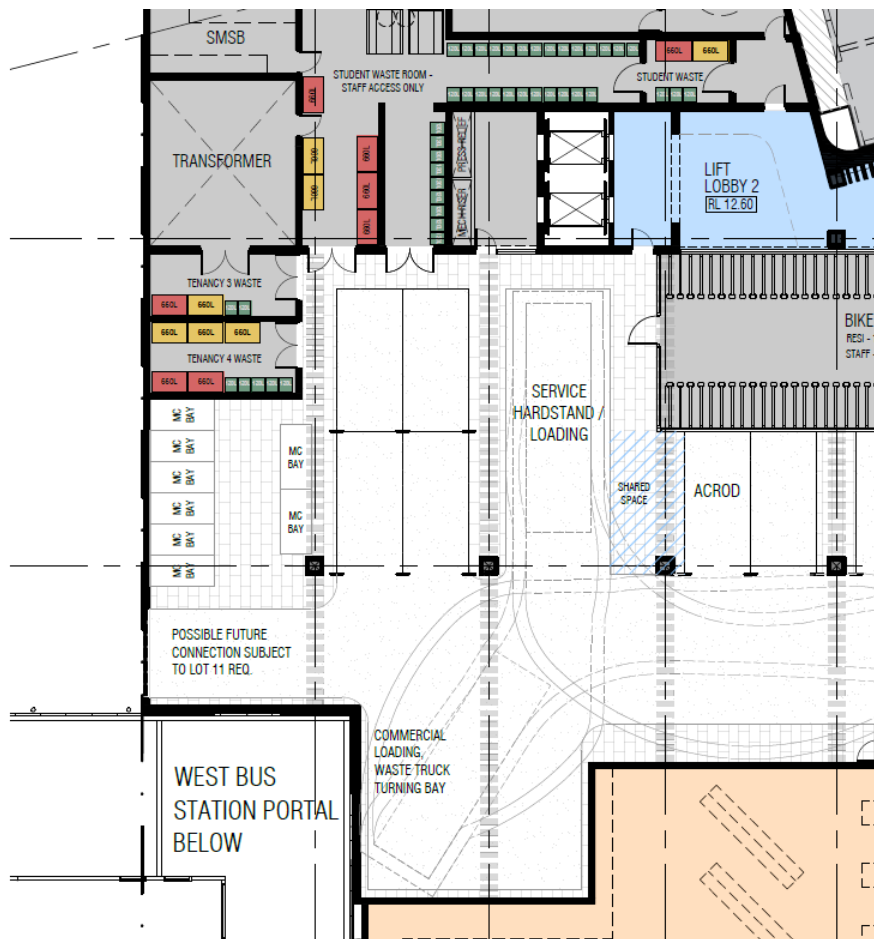 SMSB
STUDENT WASTE ROOM -
STAFF ACCESS ONLY
660L
660L
STUDENT WASTE
660L
TRANSFORMER
660L
660L
660L
LIFT
LOBBY 2
RL 12.60
TENANCY 3 WASTE
660L
660L
660L
660L
660L
TENANCY 4 WASTE
660L
660L
BIKE
RESI -
STAFF -
SERVICE
HARDSTAND /
LOADING
MC
BAY
MC
BAY
MC
BAY
MC
BAY
MC
BAY
MC
BAY
MC
BAY
MC
BAY
SHARED
SPACE
ACROD
POSSIBLE FUTURE
CONNECTION SUBJECT
TO LOT 11 REQ.
COMMERCIAL
LOADING,
WASTE TRUCK
TURNING BAY
WEST BUS
STATION PORTAL
BELOW